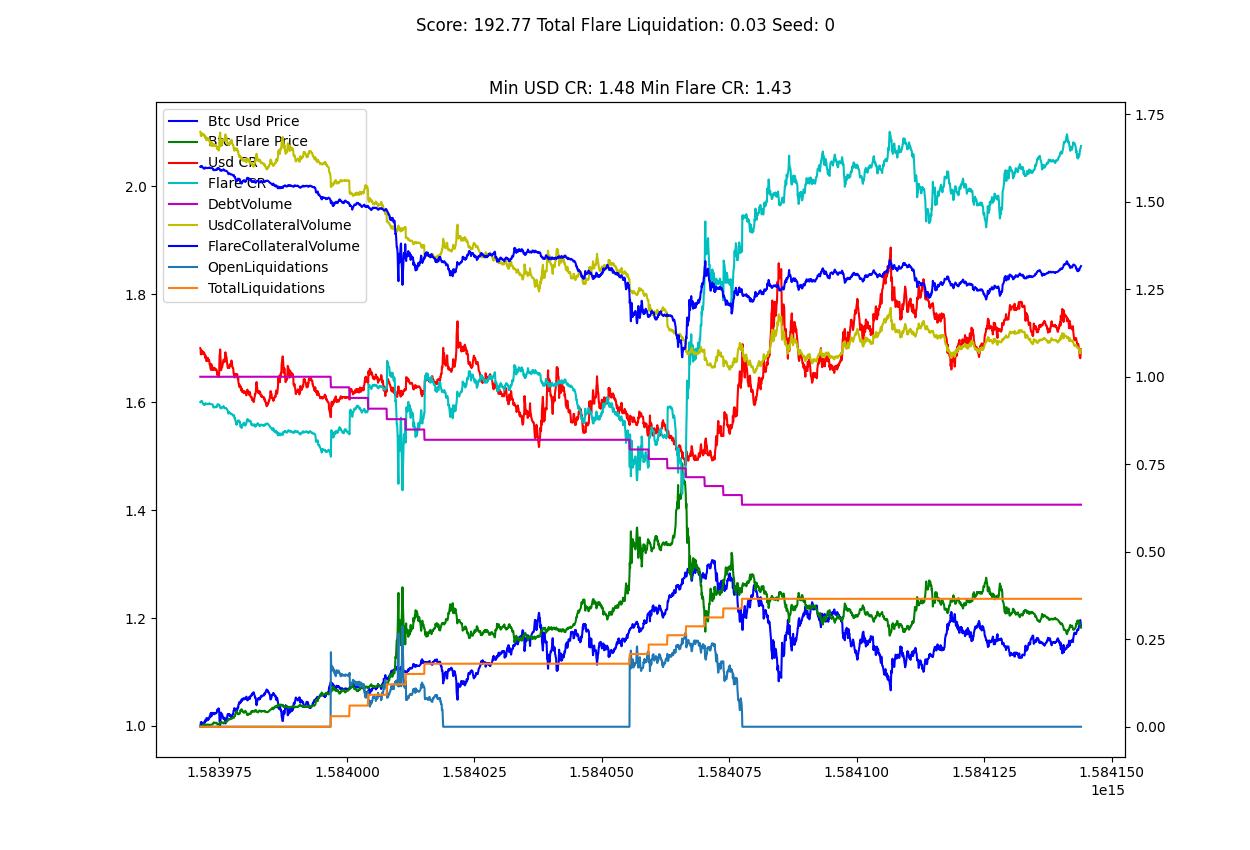 Score: 192.77 Total Flare Liquidation: 0.03 Seed: 0
Min USD CR: 1.48 Min Flare CR: 1.43
Btc Usd Price
Btc Flare Price
Usd CR
Flare CR
DebtVolume
UsdCollateralVolume
FlareCollateralVolume
OpenLiquidations
TotalLiquidations
2.0
1.8
1.6
1.4
1.2
1.0
1.75
1.50
1.25
1.00
0.75
0.50
0.25
0.00
1.583975 1.584000 1.584025 1.584050 1.584075 1.584100 1.584125 1.584150
1e15